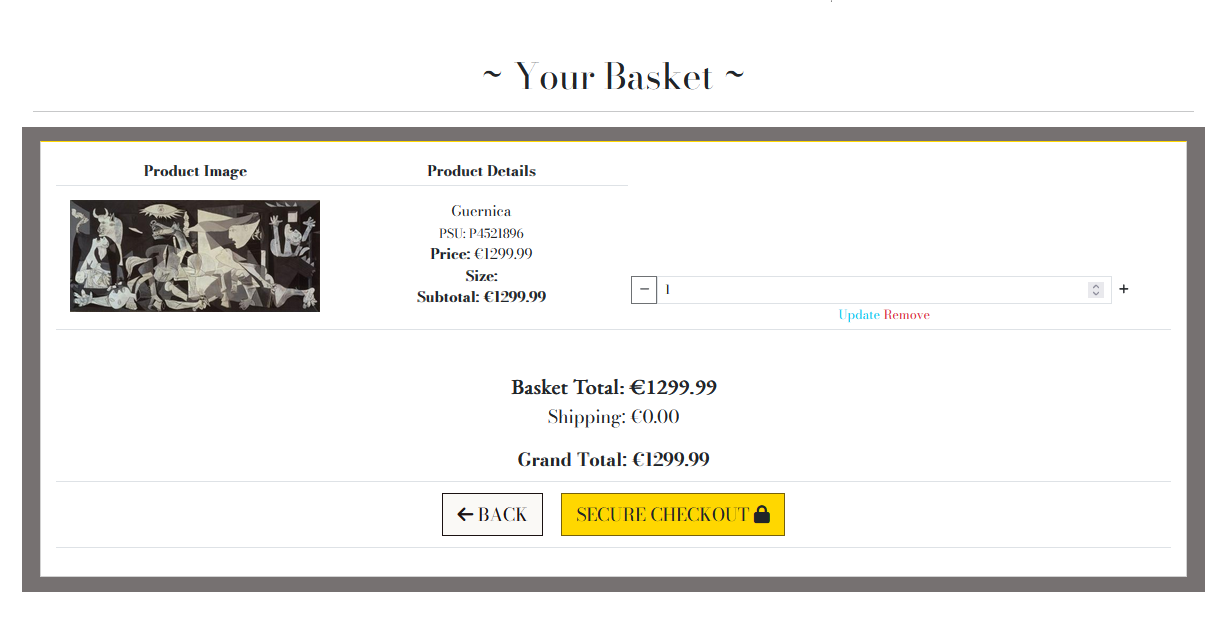 ~ Your Basket ~
Product Image
Product Details
Guernica
PSU: P4521896
Price: €1299.99
Size:
Subtotal: €1299.99
− 1 +
Update Remove
Basket Total: €1299.99
Shipping: €0.00
Grand Total: €1299.99
BACK
SECURE CHECKOUT